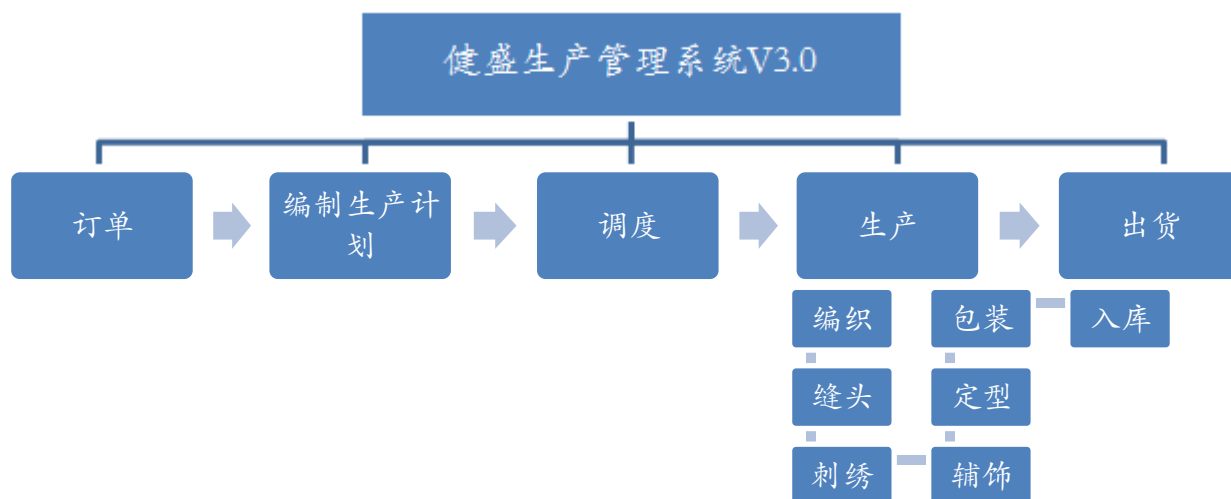 健盛生产管理系统V3.0
订单
编制生产计
划
调度
生产
出货
编织
包装
入库
缝头
定型
刺绣
辅饰